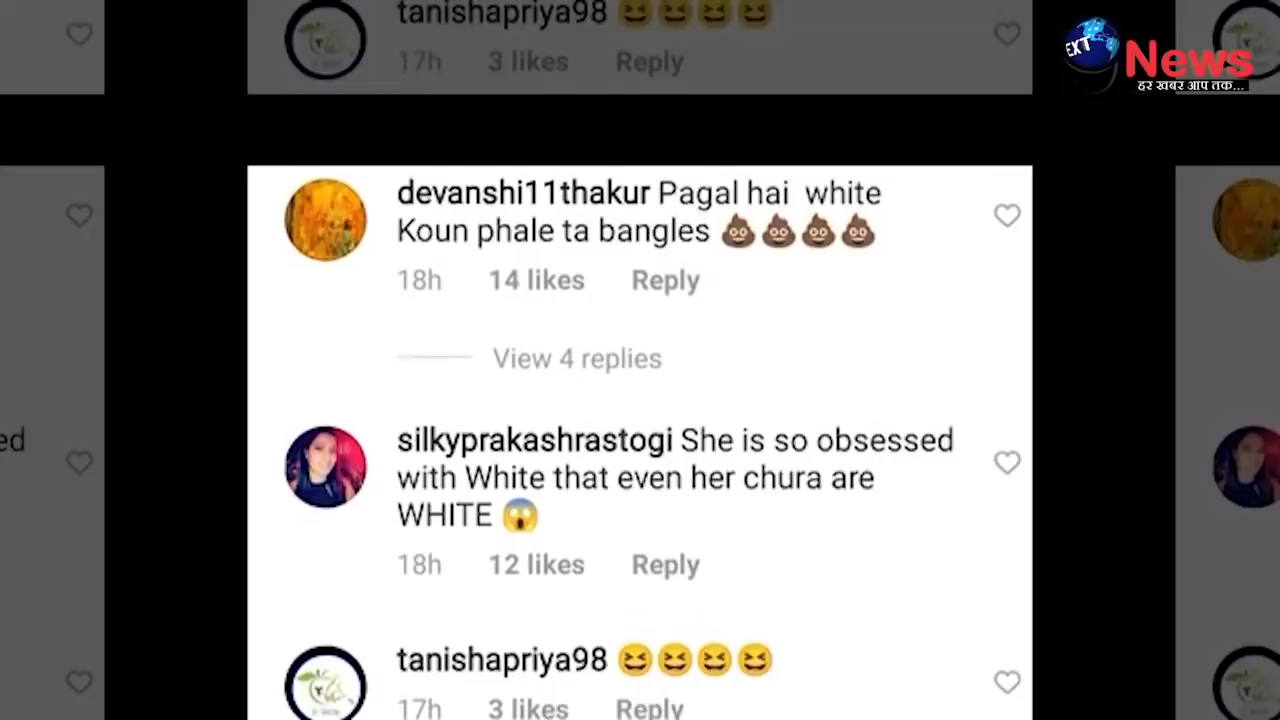 tanishapriya98 😆😆😆😆
17h 3 likes Reply
EXT
News
हर खबर आप तक...
devanshi11thakur Pagal hai white
Koun phale ta bangles 💩💩💩💩
18h 14 likes Reply
View 4 replies
ed
silkyprakashrastogi She is so obsessed
with White that even her chura are
WHITE 😱
18h 12 likes Reply
tanishapriya98 😆😆😆😆
17h 3 likes Reply